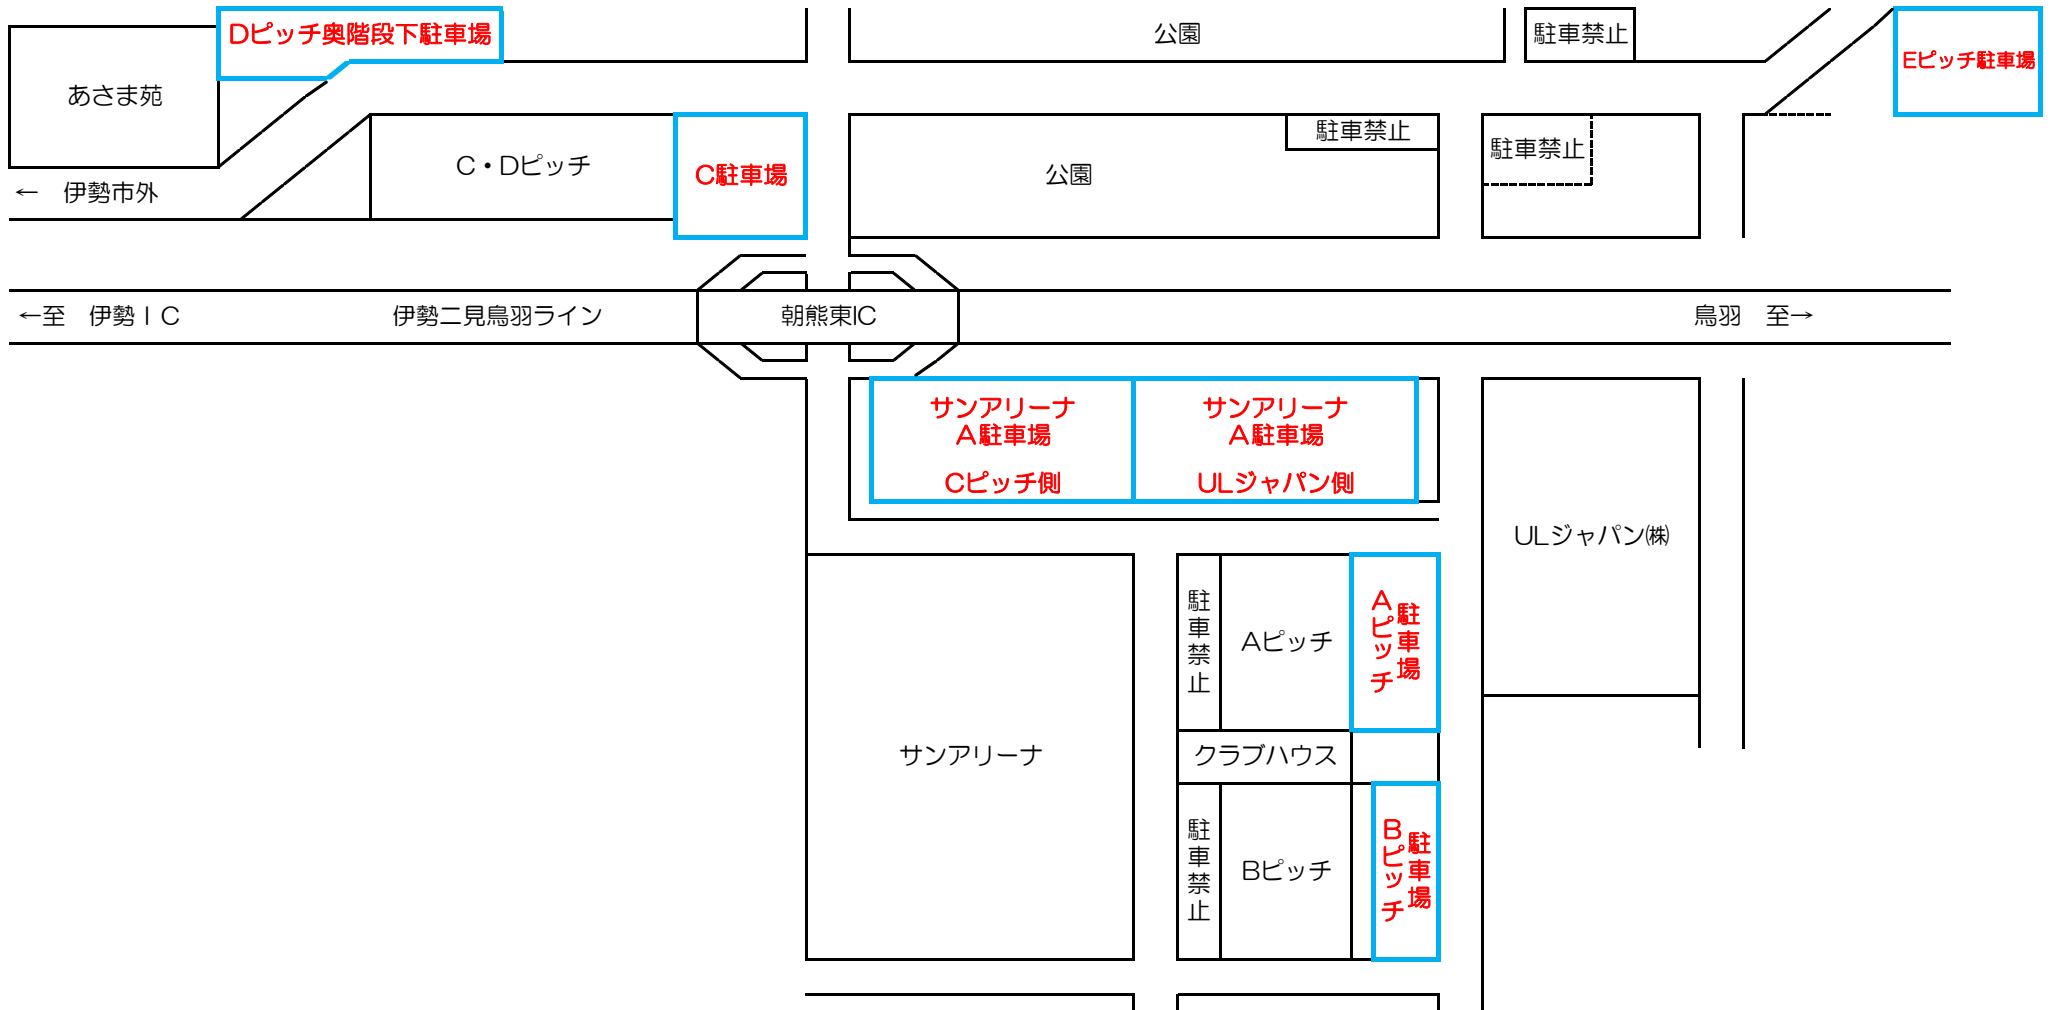 Dピッチ奥階段下駐車場
公園
駐車禁止
Eピッチ駐車場
あさま苑
駐車禁止
駐車禁止
C・Dピッチ
C駐車場
公園
←　伊勢市外
←至　伊勢IC
伊勢二見鳥羽ライン
朝熊東IC
鳥羽　至→
サンアリーナ
A駐車場
Cピッチ側
サンアリーナ
A駐車場
ULジャパン側
ULジャパン㈱
駐車禁止
Aピッチ
Aピッチ
駐車場
サンアリーナ
クラブハウス
駐車禁止
Bピッチ
Bピッチ
駐車場